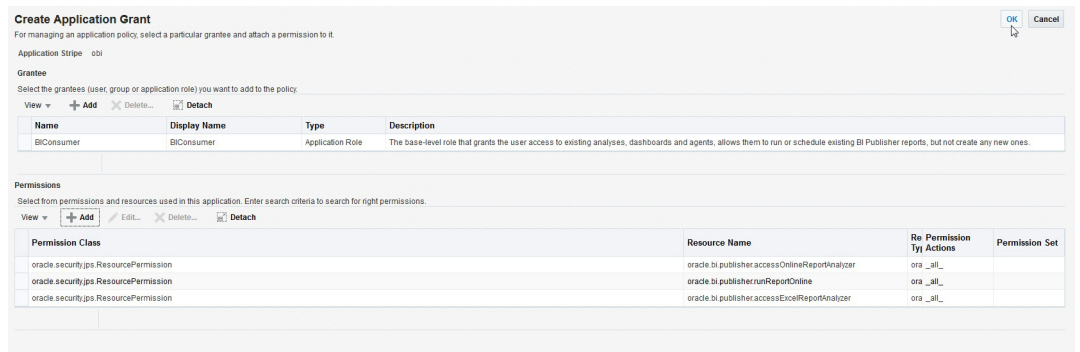 Create Application Grant
OK Cancel
For managing an application policy, select a particular grantee and attach a permission to it.
Application Stripe obi
Grantee
Select the grantees (user, group or application role) you want to add to the policy.
View Add Delete... Detach
Name Display Name Type Description
BIConsumer BIConsumer Application Role The base-level role that grants the user access to existing analyses, dashboards and agents, allows them to run or schedule existing BI Publisher reports, but not create any new ones.
Permissions
Select from permissions and resources used in this application. Enter search criteria to search for right permissions.
View Add Edit... Delete... Detach
Permission Class Resource Name Re Typ Permission Actions Permission Set
oracle.security.jps.ResourcePermission oracle.bi.publisher.accessOnlineReportAnalyzer ora _all_
oracle.security.jps.ResourcePermission oracle.bi.publisher.runReportOnline ora _all_
oracle.security.jps.ResourcePermission oracle.bi.publisher.accessExcelReportAnalyzer ora _all_